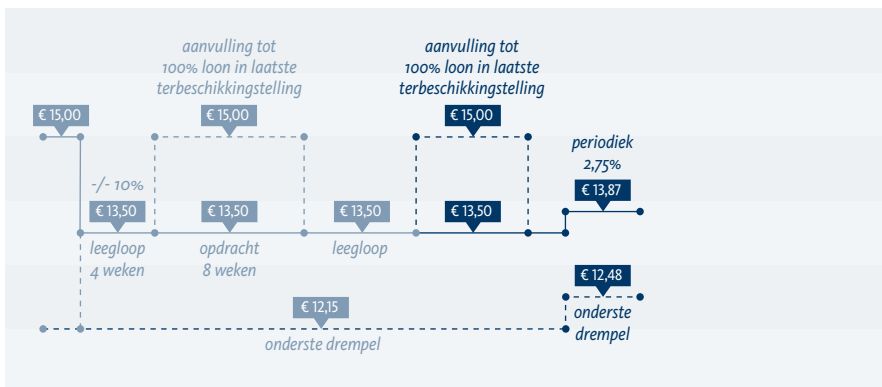 aanvulling tot
100% loon in laatste
terbeschikkingstelling
€ 15,00
aanvulling tot
100% loon in laatste
terbeschikkingstelling
€ 15,00
€ 15,00
periodiek
2,75%
€ 13,87
-/- 10%
€ 13,50
€ 13,50
€ 13,50
€ 13,50
leegloop
4 weken
opdracht
8 weken
leegloop
€ 12,48
onderste
drempel
€ 12,15
onderste drempel